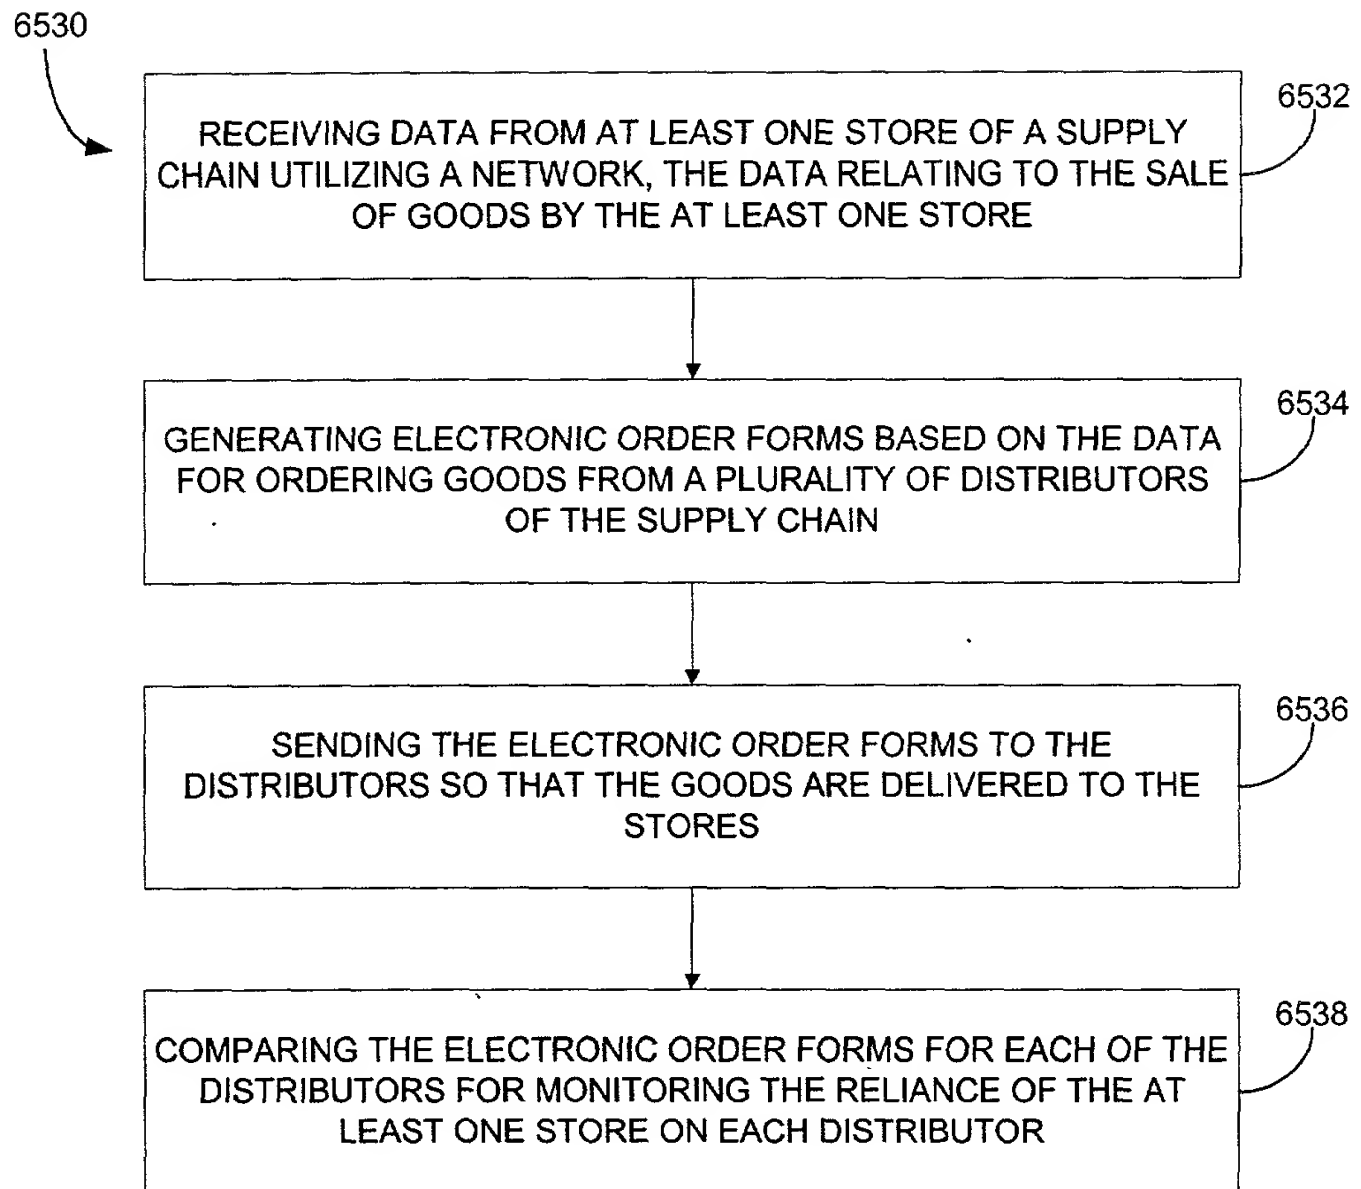 6530
6532
RECEIVING DATA FROM AT LEAST ONE STORE OF A SUPPLY
CHAIN UTILIZING A NETWORK, THE DATA RELATING TO THE SALE
OF GOODS BY THE AT LEAST ONE STORE
6534
GENERATING ELECTRONIC ORDER FORMS BASED ON THE DATA
FOR ORDERING GOODS FROM A PLURALITY OF DISTRIBUTORS
OF THE SUPPLY CHAIN
6536
SENDING THE ELECTRONIC ORDER FORMS TO THE
DISTRIBUTORS SO THAT THE GOODS ARE DELIVERED TO THE
STORES
6538
COMPARING THE ELECTRONIC ORDER FORMS FOR EACH OF THE
DISTRIBUTORS FOR MONITORING THE RELIANCE OF THE AT
LEAST ONE STORE ON EACH DISTRIBUTOR